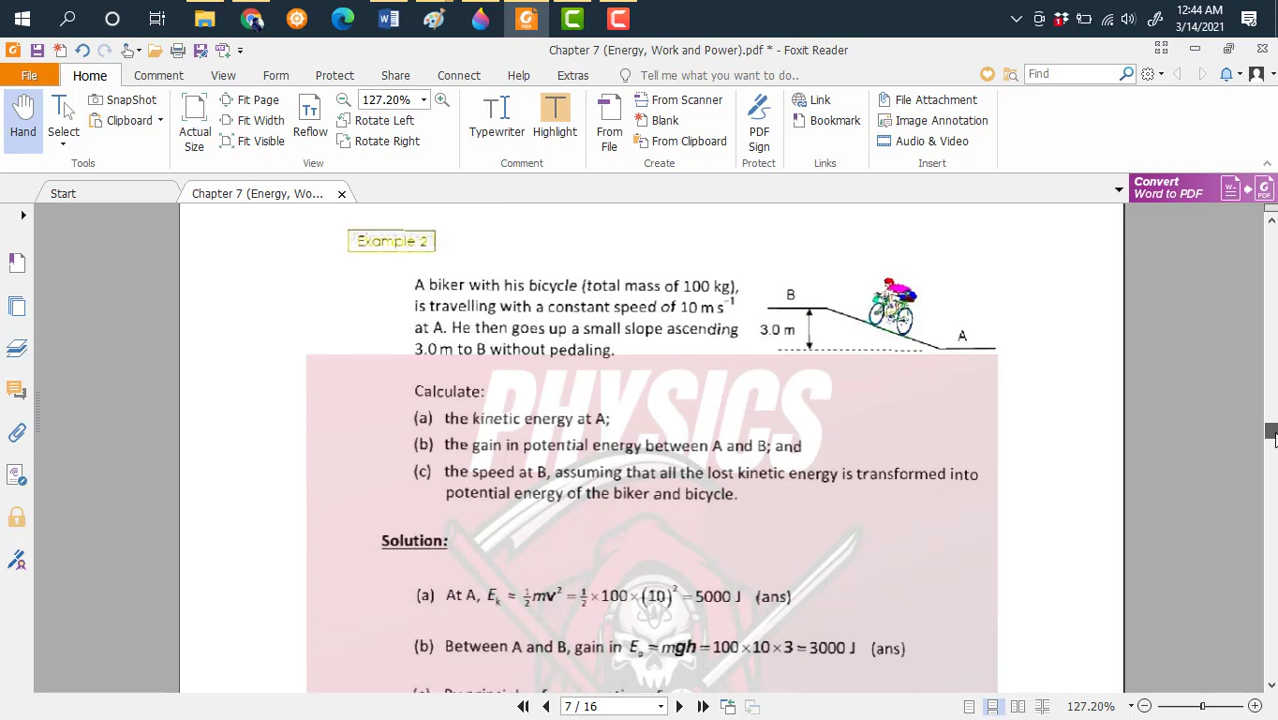 12:44 AM
3/14/2021
Chapter 7 (Energy, Work and Power).pdf * - Foxit Reader
File Home Comment View Form Protect Share Connect Help Extras Tell me what you want to do... Find
Hand
Select
SnapShot
Clipboard
Tools
Actual Size
Fit Page
Fit Width
Fit Visible
Reflow
127.20%
Rotate Left
Rotate Right
View
Typewriter
Highlight
Comment
From File
From Scanner
Blank
From Clipboard
Create
PDF Sign
Protect
Link
Bookmark
Links
File Attachment
Image Annotation
Audio & Video
Insert
Start
Chapter 7 (Energy, Wo...
Convert
Word to PDF
Example 2
A biker with his bicycle (total mass of 100 kg),
is travelling with a constant speed of 10 m s⁻¹
at A. He then goes up a small slope ascending
3.0 m to B without pedaling.
B
3.0 m
A
PHYSICS
Calculate:
(a) the kinetic energy at A;
(b) the gain in potential energy between A and B; and
(c) the speed at B, assuming that all the lost kinetic energy is transformed into
potential energy of the biker and bicycle.
Solution:
(a) At A, Eₖ = ½mv² = ½ × 100 × (10)² = 5000 J (ans)
(b) Between A and B, gain in Eₚ = mgh = 100 × 10 × 3 = 3000 J (ans)
7 / 16
127.20%